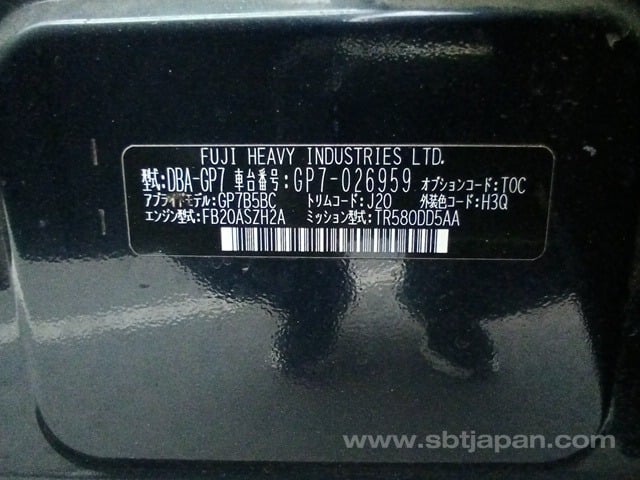 FUJI HEAVY INDUSTRIES LTD.
型式:DBA-GP7 車台番号:GP7-026959 オプションコード:TOC
アプライドモデル:GP7B5BC トリムコード:J20 外装色コード:H3Q
エンジン型式:FB20ASZH2A ミッション型式:TR580DD5AA
www.sbtjapan.com